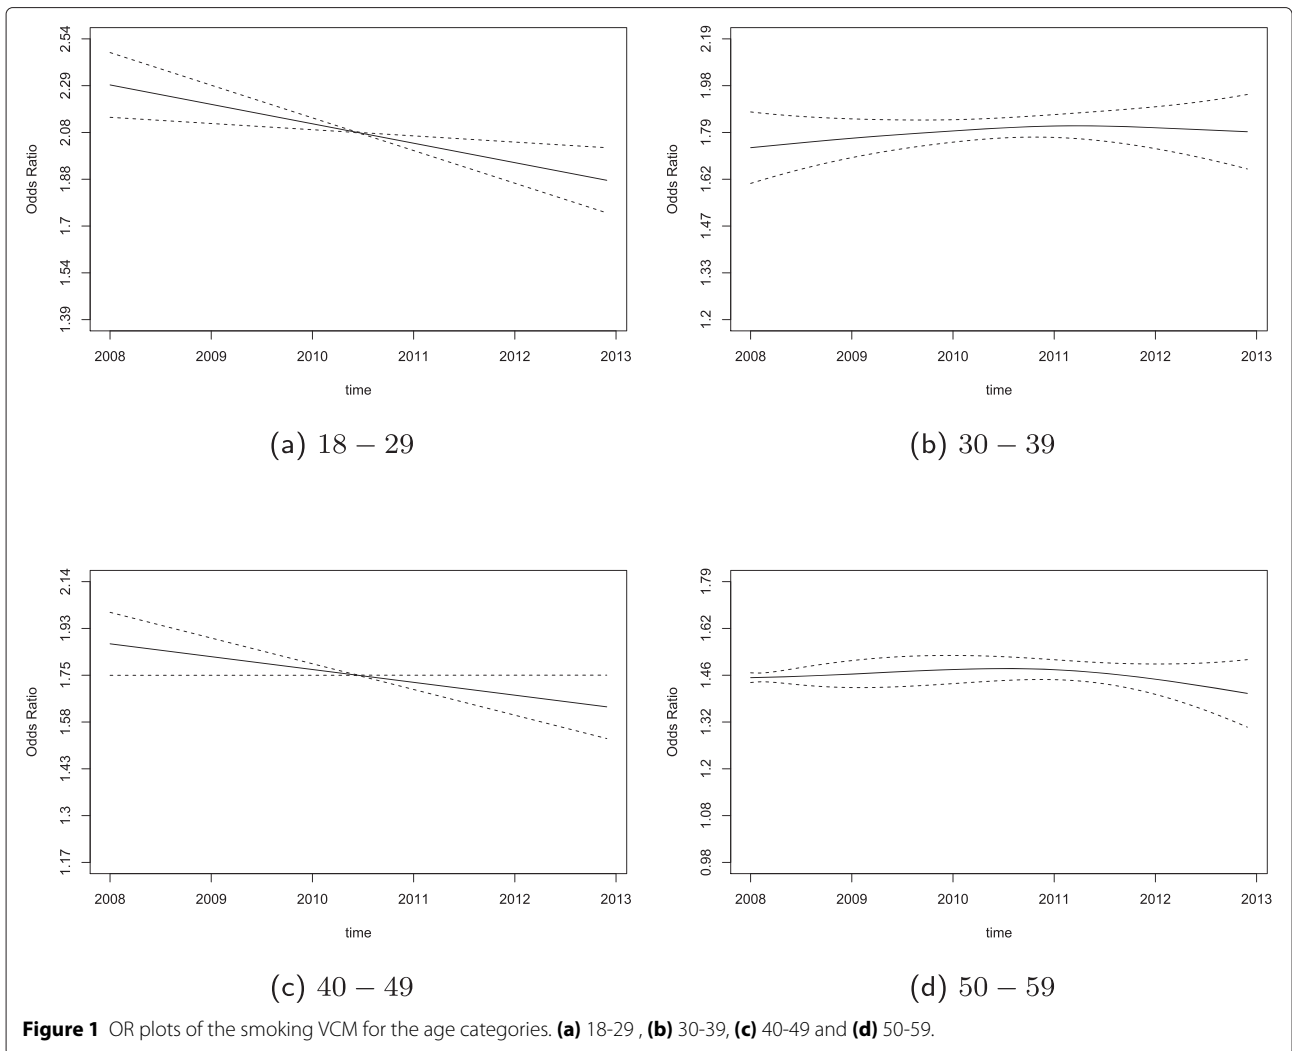 2.54
2.29
2.08
1.88
1.7
1.54
1.39
Odds Ratio
2008 2009 2010 2011 2012 2013
time
(a) 18 − 29
2.19
1.98
1.79
1.62
1.47
1.33
1.2
Odds Ratio
2008 2009 2010 2011 2012 2013
time
(b) 30 − 39
2.14
1.93
1.75
1.58
1.43
1.3
1.17
Odds Ratio
2008 2009 2010 2011 2012 2013
time
(c) 40 − 49
1.79
1.62
1.46
1.32
1.2
1.08
0.98
Odds Ratio
2008 2009 2010 2011 2012 2013
time
(d) 50 − 59
Figure 1 OR plots of the smoking VCM for the age categories. (a) 18-29 , (b) 30-39, (c) 40-49 and (d) 50-59.